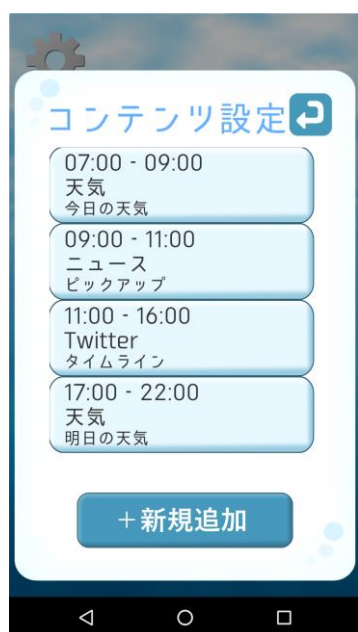 コンテンツ設定
07:00 - 09:00
天気
今日の天気
09:00 - 11:00
ニュース
ピックアップ
11:00 - 16:00
Twitter
タイムライン
17:00 - 22:00
天気
明日の天気
+新規追加